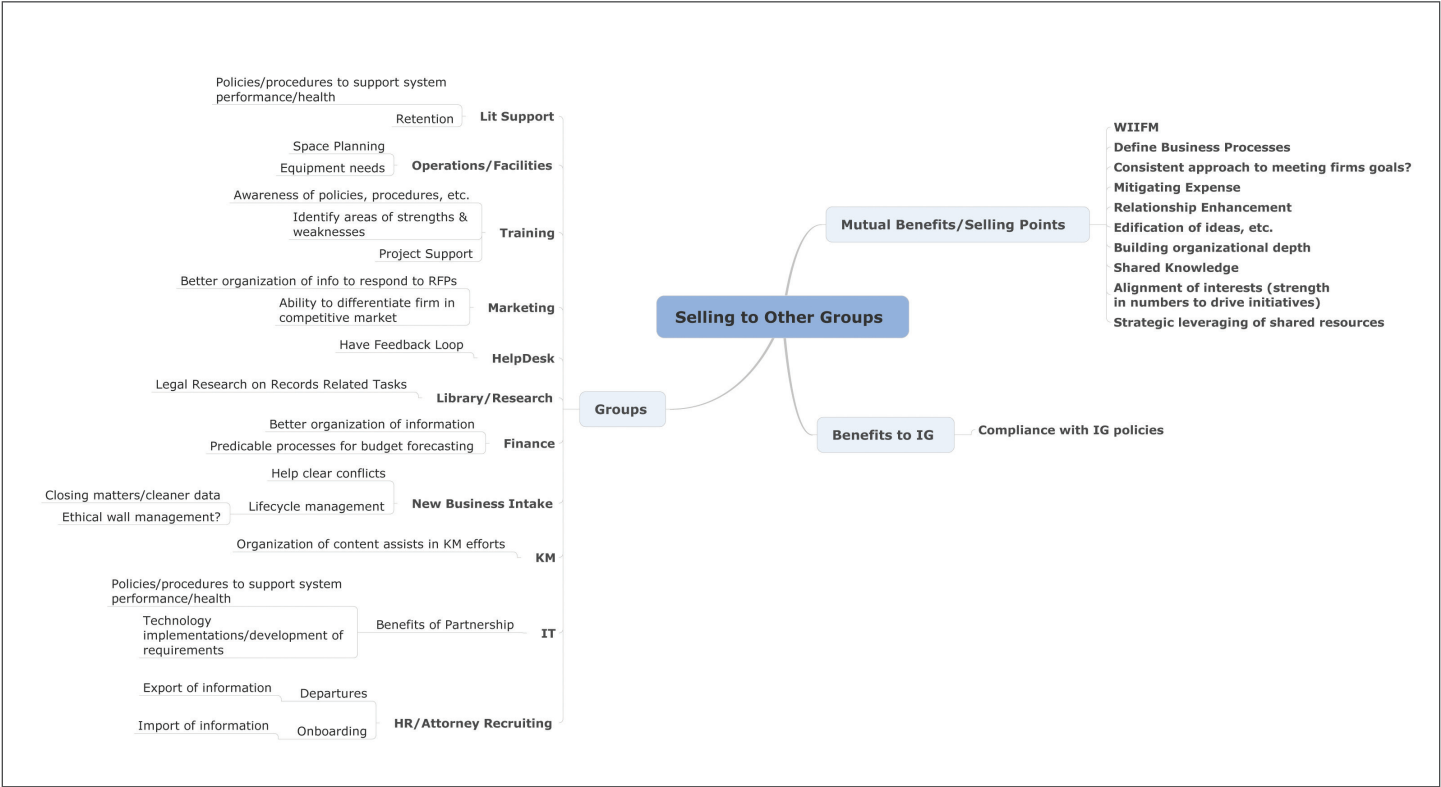 Selling to Other Groups
Mutual Benefits/Selling Points
WIIFM
Define Business Processes
Consistent approach to meeting firms goals?
Mitigating Expense
Relationship Enhancement
Edification of ideas, etc.
Building organizational depth
Shared Knowledge
Alignment of interests (strength
in numbers to drive initiatives)
Strategic leveraging of shared resources
Benefits to IG
Compliance with IG policies
Groups
Lit Support
Policies/procedures to support system
performance/health
Retention
Operations/Facilities
Space Planning
Equipment needs
Training
Awareness of policies, procedures, etc.
Identify areas of strengths &
weaknesses
Project Support
Marketing
Better organization of info to respond to RFPs
Ability to differentiate firm in
competitive market
HelpDesk
Have Feedback Loop
Library/Research
Legal Research on Records Related Tasks
Finance
Better organization of information
Predicable processes for budget forecasting
New Business Intake
Help clear conflicts
Lifecycle management
Closing matters/cleaner data
Ethical wall management?
KM
Organization of content assists in KM efforts
IT
Benefits of Partnership
Policies/procedures to support system
performance/health
Technology
implementations/development of
requirements
HR/Attorney Recruiting
Departures
Export of information
Onboarding
Import of information